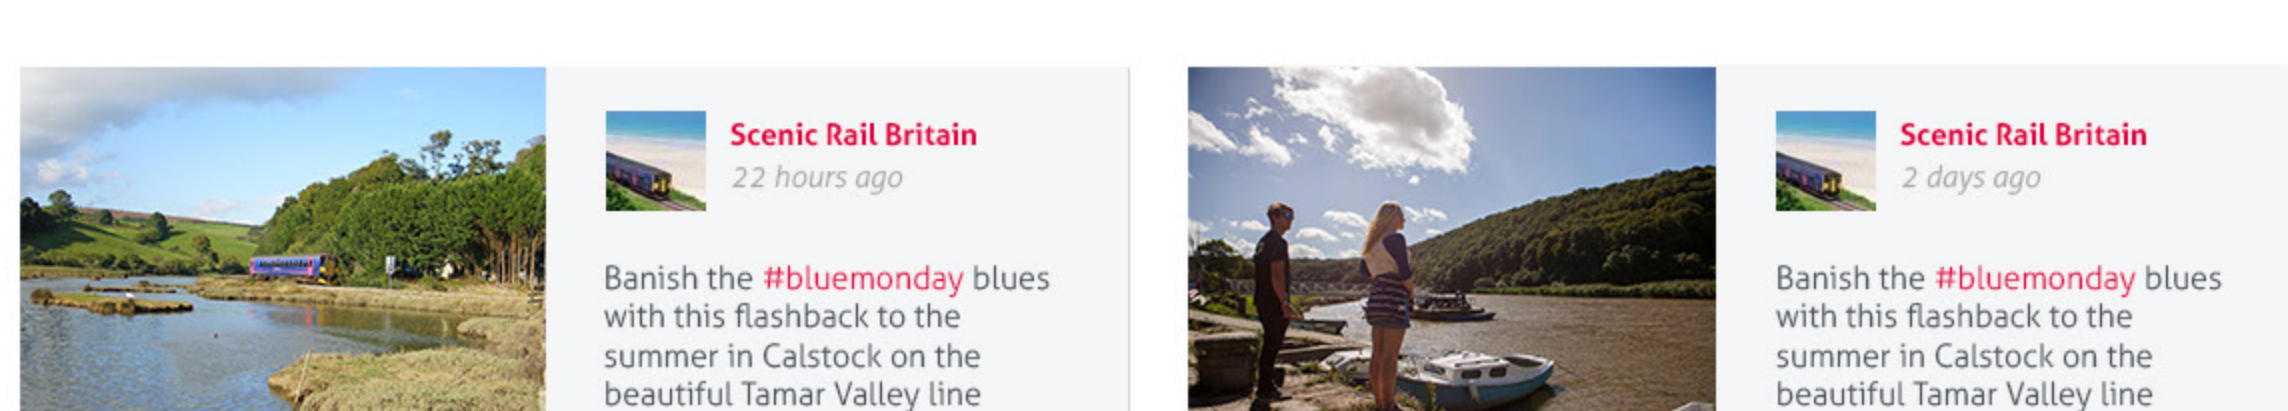 Scenic Rail Britain
22 hours ago
Banish the #bluemonday blues
with this flashback to the
summer in Calstock on the
beautiful Tamar Valley line
Scenic Rail Britain
2 days ago
Banish the #bluemonday blues
with this flashback to the
summer in Calstock on the
beautiful Tamar Valley line